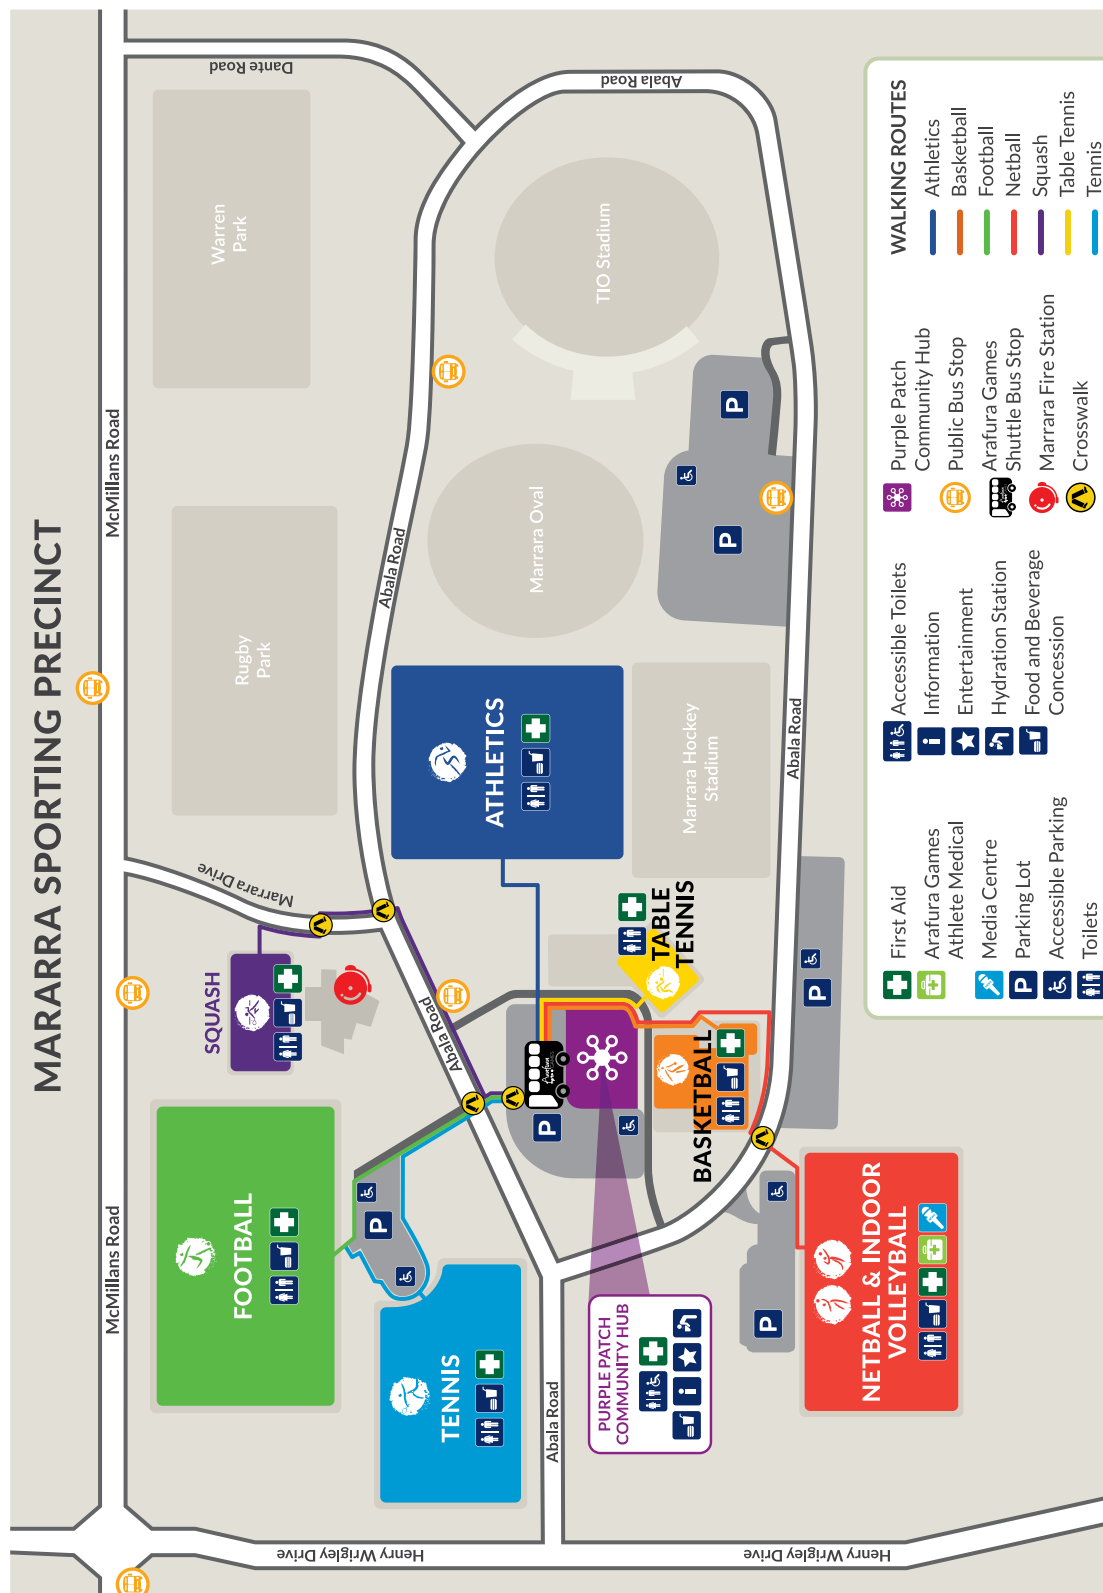 MARARRA SPORTING PRECINCT
McMillans Road
McMillans Road
Henry Wrigley Drive
Henry Wrigley Drive
Marrara Drive
Dante Road
Abala Road
Abala Road
Abala Road
Abala Road
Abala Road
Warren
Park
Rugby
Park
TIO Stadium
Marrara Oval
Marrara Hockey
Stadium
SQUASH
FOOTBALL
TENNIS
ATHLETICS
TABLE
TENNIS
BASKETBALL
NETBALL & INDOOR
VOLLEYBALL
P
P
P
P
P
P
PURPLE PATCH
COMMUNITY HUB
First Aid
Arafura Games
Athlete Medical
Media Centre
P
Parking Lot
Accessible Parking
Toilets
Accessible Toilets
Information
Entertainment
Hydration Station
Food and Beverage
Concession
Purple Patch
Community Hub
Public Bus Stop
Arafura Games
Shuttle Bus Stop
Marrara Fire Station
Crosswalk
WALKING ROUTES
Athletics
Basketball
Football
Netball
Squash
Table Tennis
Tennis